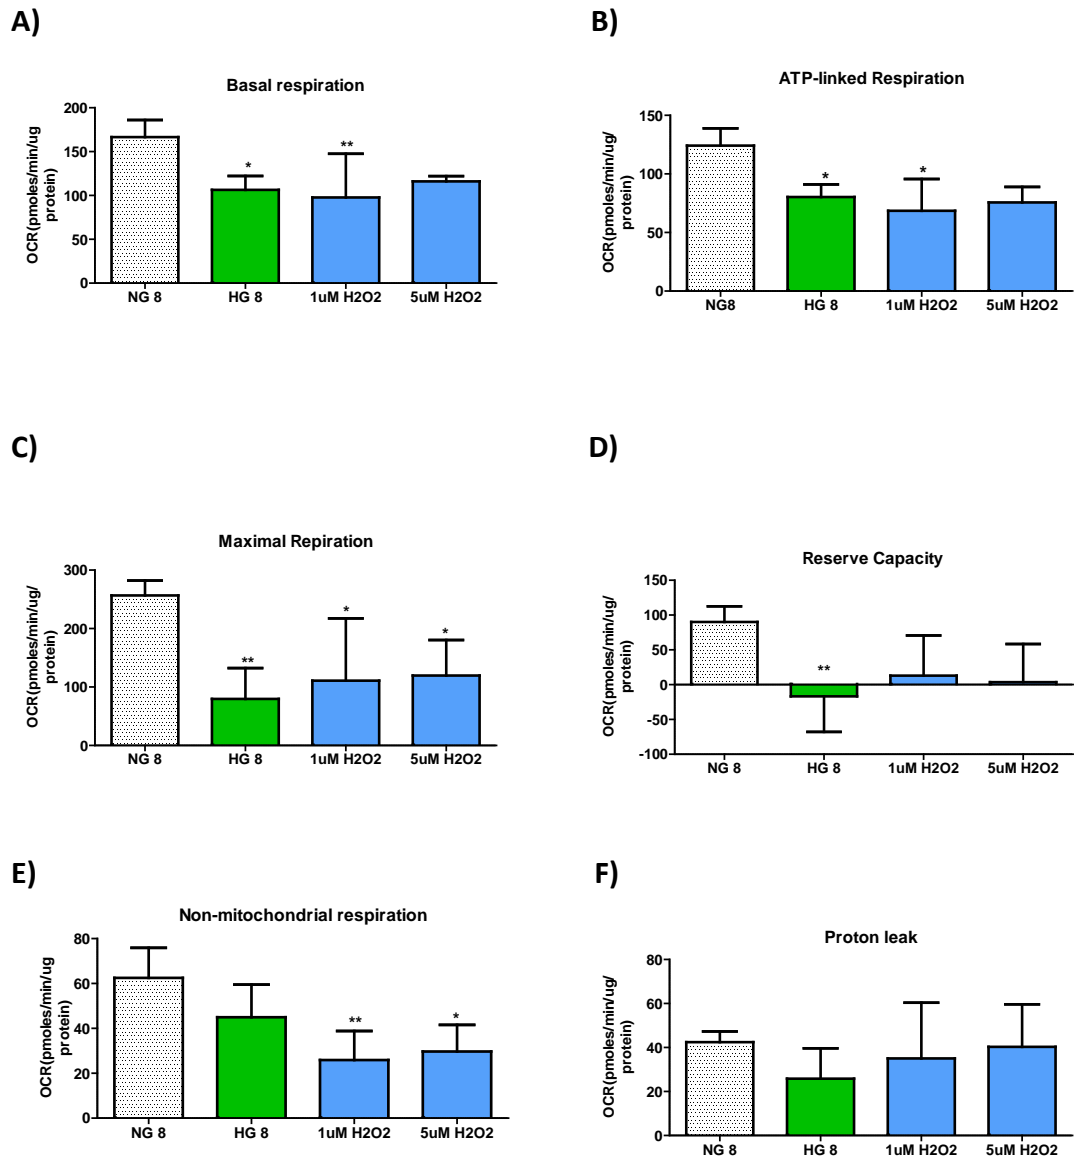 A)
Basal respiration
OCR(pmoles/min/ug
protein)
200
150
100
50
0
*
**
NG 8
HG 8
1uM H2O2
5uM H2O2
B)
ATP-linked Respiration
OCR(pmoles/min/ug/
protein)
150
100
50
0
*
*
NG8
HG 8
1uM H2O2
5uM H2O2
C)
Maximal Repiration
OCR(pmoles/min/ug/
protein)
300
200
100
0
**
*
*
NG 8
HG 8
1uM H2O2
5uM H2O2
D)
Reserve Capacity
OCR(pmoles/min/ug/
protein)
150
100
50
0
-50
-100
**
NG 8
HG 8
1uM H2O2
5uM H2O2
E)
Non-mitochondrial respiration
OCR(pmoles/min/ug
protein)
80
60
40
20
0
**
*
NG 8
HG 8
1uM H2O2
5uM H2O2
F)
Proton leak
OCR(pmoles/min/ug/
protein)
80
60
40
20
0
NG 8
HG 8
1uM H2O2
5uM H2O2